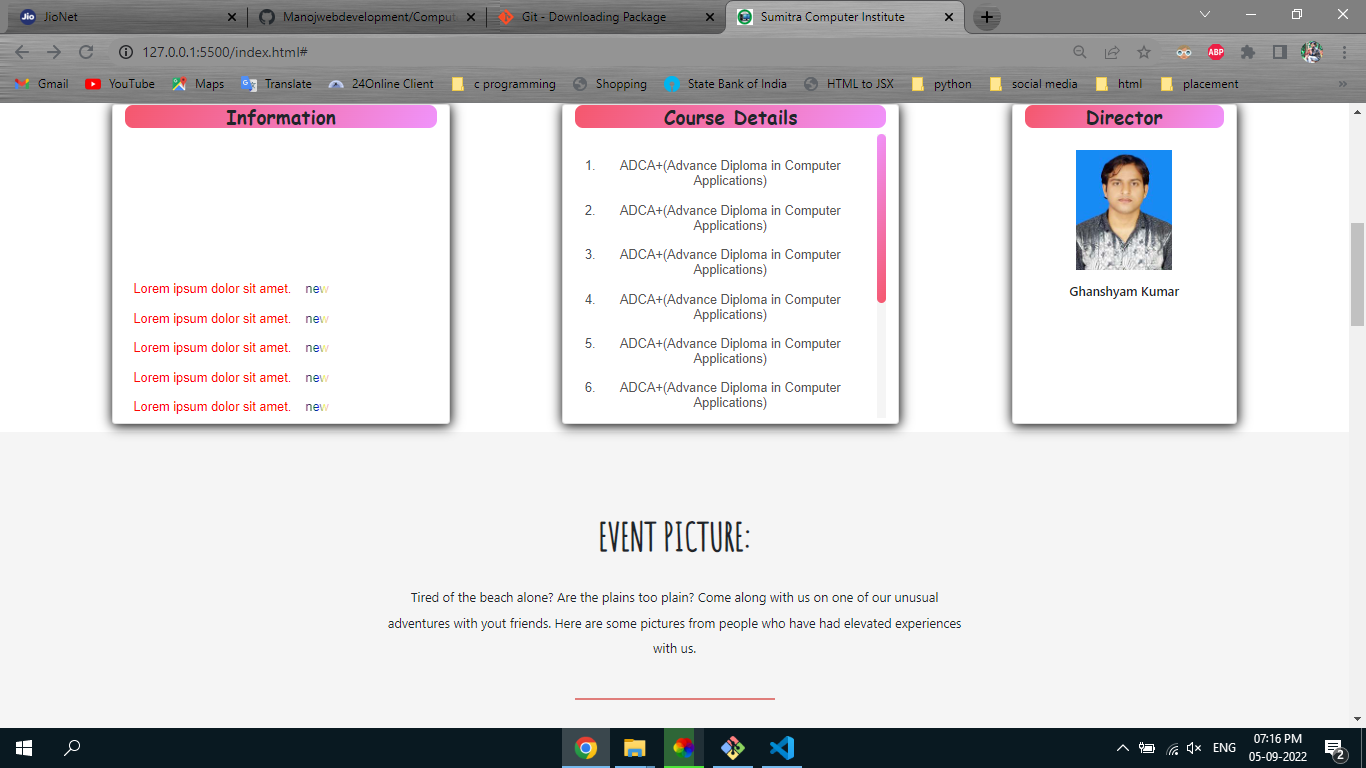 JioNet
Manojwebdevelopment/Comput
Git - Downloading Package
Sumitra Computer Institute
127.0.0.1:5500/index.html#
ABP
Gmail
YouTube
Maps
Translate
24Online Client
c programming
Shopping
State Bank of India
HTML to JSX
python
social media
html
placement
Information
Lorem ipsum dolor sit amet. new
Lorem ipsum dolor sit amet. new
Lorem ipsum dolor sit amet. new
Lorem ipsum dolor sit amet. new
Lorem ipsum dolor sit amet. new
Course Details
1. ADCA+(Advance Diploma in Computer
Applications)
2. ADCA+(Advance Diploma in Computer
Applications)
3. ADCA+(Advance Diploma in Computer
Applications)
4. ADCA+(Advance Diploma in Computer
Applications)
5. ADCA+(Advance Diploma in Computer
Applications)
6. ADCA+(Advance Diploma in Computer
Applications)
Director
Ghanshyam Kumar
EVENT PICTURE:
Tired of the beach alone? Are the plains too plain? Come along with us on one of our unusual
adventures with yout friends. Here are some pictures from people who have had elevated experiences
with us.
ENG
07:16 PM
05-09-2022
2